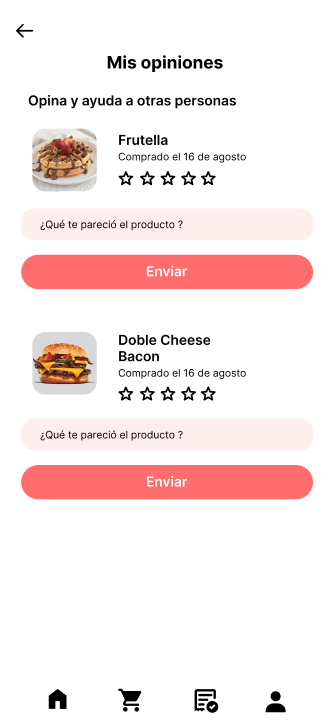 Mis opiniones
Opina y ayuda a otras personas
Frutella
Comprado el 16 de agosto
¿Qué te pareció el producto ?
Enviar
Doble Cheese
Bacon
Comprado el 16 de agosto
¿Qué te pareció el producto ?
Enviar